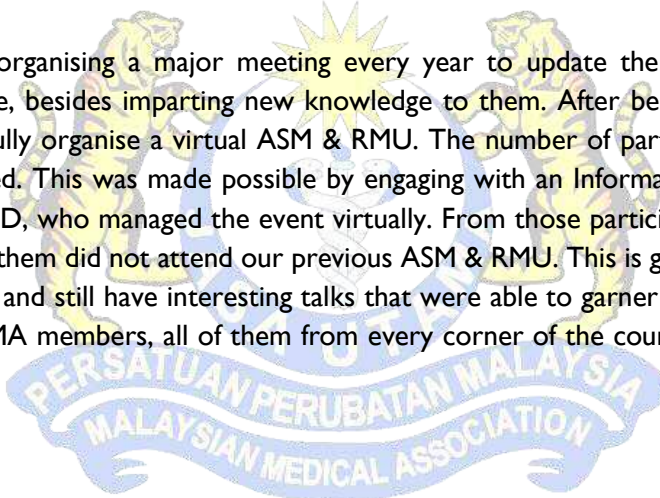 organising a major meeting every year to update the
e, besides imparting new knowledge to them. After be
ully organise a virtual ASM & RMU. The number of par
ed. This was made possible by engaging with an Informa
D, who managed the event virtually. From those partici
them did not attend our previous ASM & RMU. This is g
and still have interesting talks that were able to garner
MA members, all of them from every corner of the cour
JASA UTAMA
PERSATUAN PERUBATAN MALAYSIA
MALAYSIAN MEDICAL ASSOCIATION